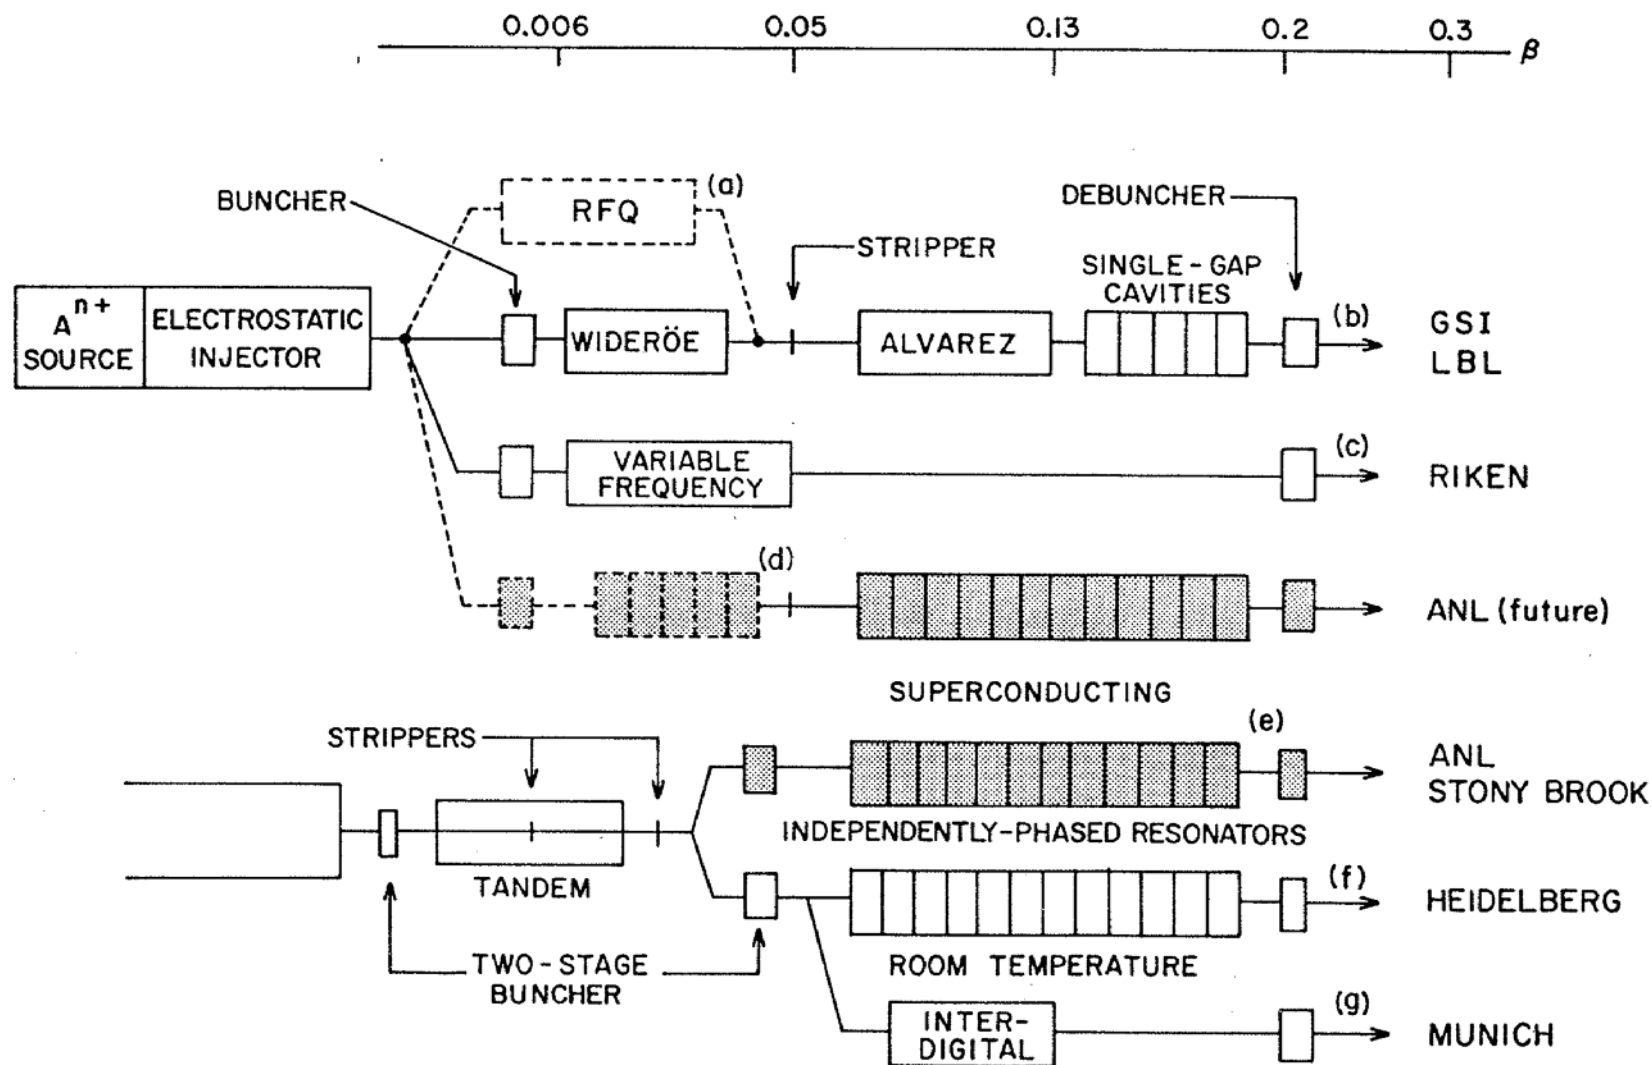 0.006 0.05 0.13 0.2 0.3 β
(a)
BUNCHER
RFQ
DEBUNCHER
STRIPPER
SINGLE-GAP
CAVITIES
A^n+
SOURCE
ELECTROSTATIC
INJECTOR
WIDERÖE
ALVAREZ
(b)
GSI
LBL
VARIABLE
FREQUENCY
(c)
RIKEN
(d)
ANL (future)
SUPERCONDUCTING
STRIPPERS
(e)
ANL
STONY BROOK
INDEPENDENTLY-PHASED RESONATORS
TANDEM
(f)
HEIDELBERG
TWO-STAGE
BUNCHER
ROOM TEMPERATURE
INTER-
DIGITAL
(g)
MUNICH